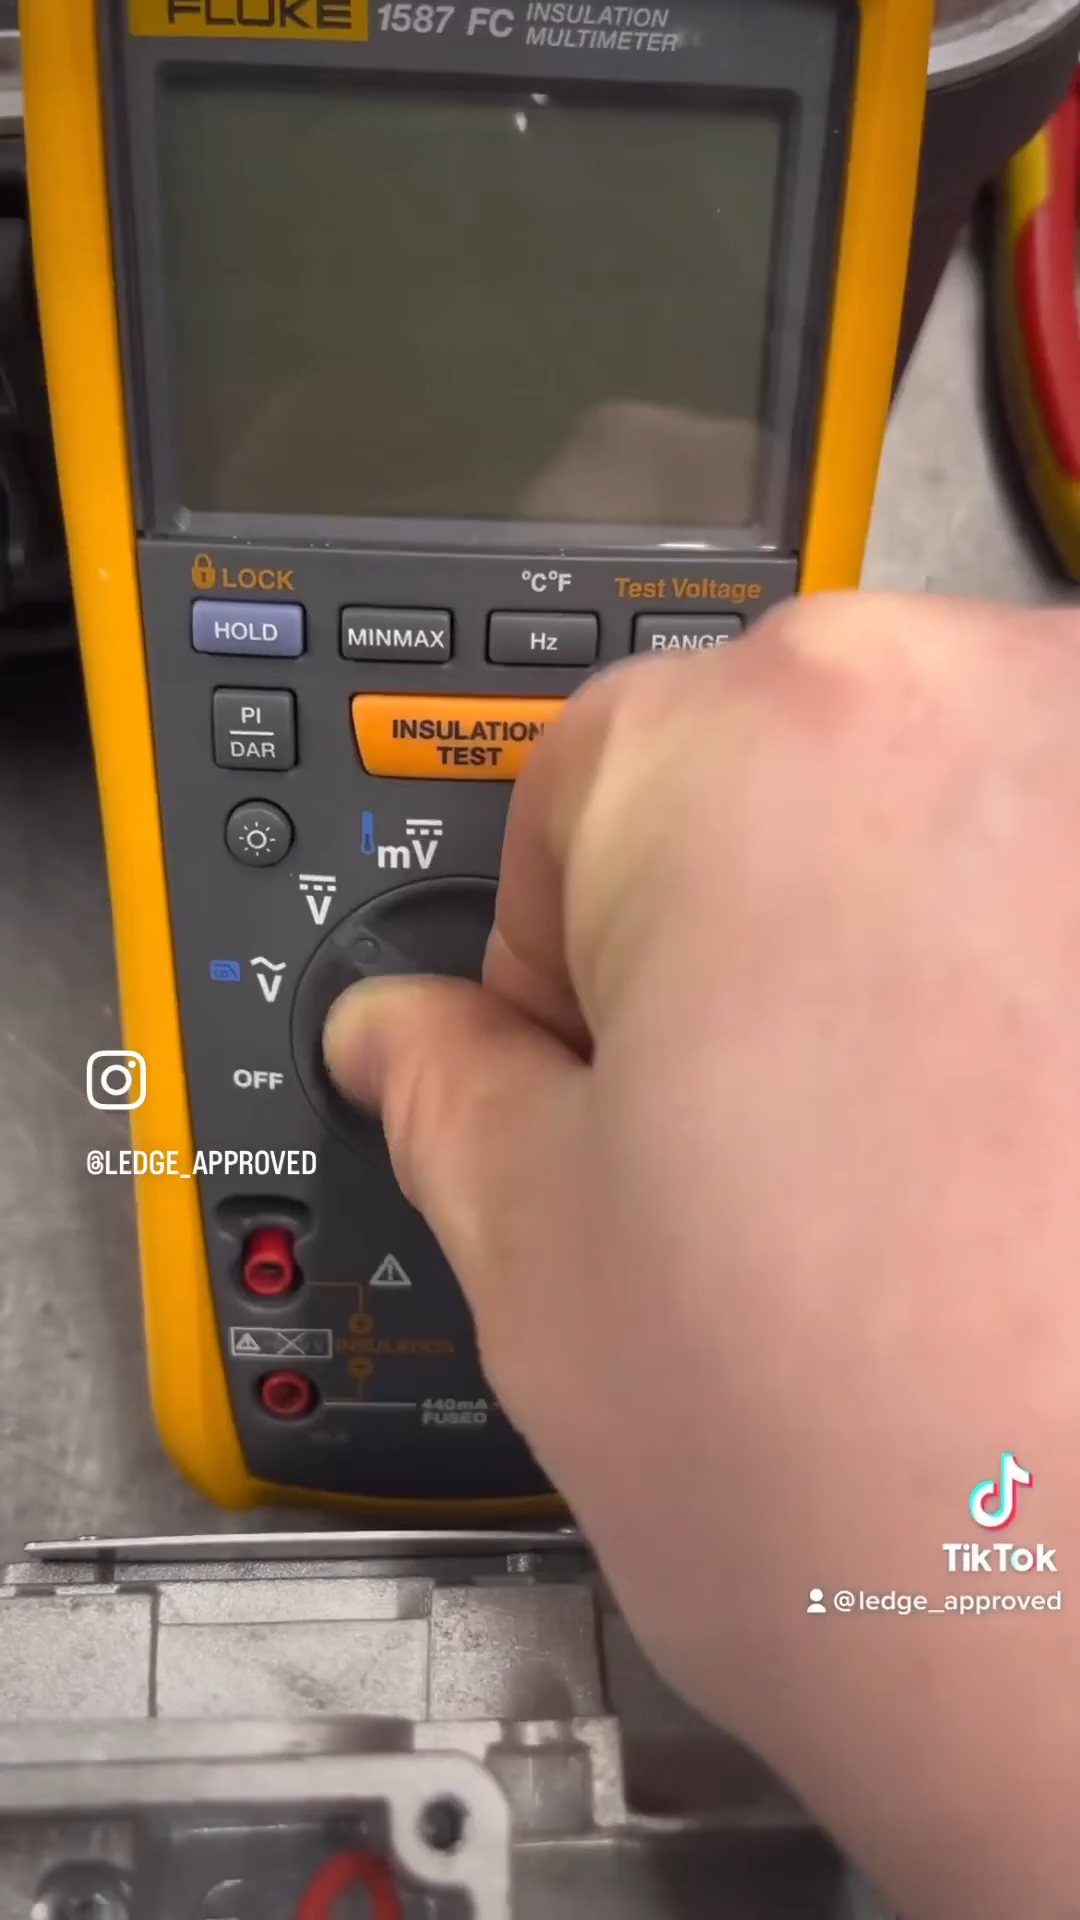 FLUKE 1587 FC INSULATION
MULTIMETER
LOCK °C°F Test Voltage
HOLD MINMAX Hz RANGE
PI
DAR
INSULATION
TEST
mV
V
V
OFF
@LEDGE_APPROVED
INSULATION
440mA
FUSED
TikTok
@ledge_approved